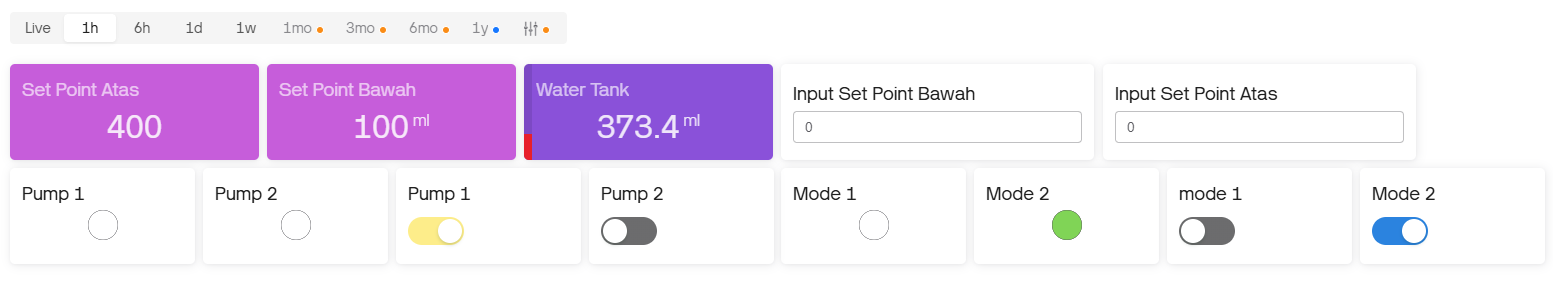 Live 1h 6h 1d 1w 1mo 3mo 6mo 1y
Set Point Atas
400
Set Point Bawah
100 ml
Water Tank
373.4 ml
Input Set Point Bawah
0
Input Set Point Atas
0
Pump 1
Pump 2
Pump 1
Pump 2
Mode 1
Mode 2
mode 1
Mode 2